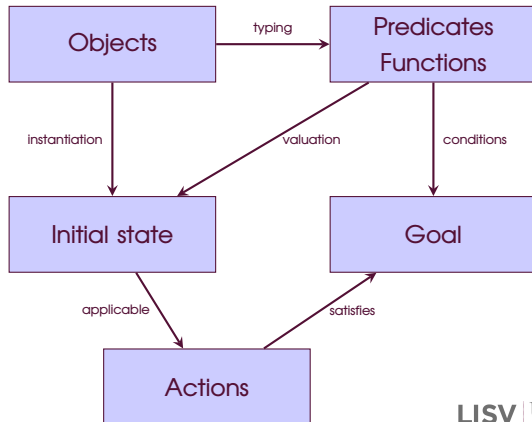 Objects
typing
Predicates
Functions
instantiation
valuation
conditions
Initial state
Goal
applicable
satisfies
Actions
LISV